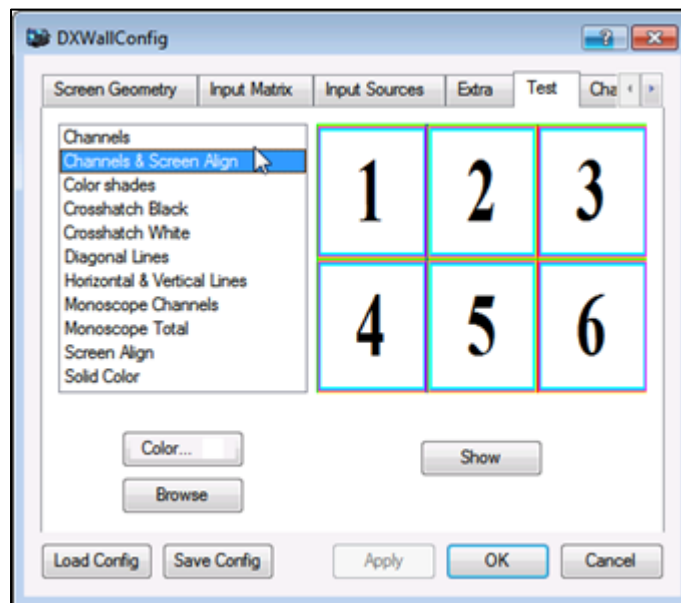 DXWallConfig
Screen Geometry Input Matrix Input Sources Extra Test Cha
Channels
Channels & Screen Align
Color shades
Crosshatch Black
Crosshatch White
Diagonal Lines
Horizontal & Vertical Lines
Monoscope Channels
Monoscope Total
Screen Align
Solid Color
1 2 3
4 5 6
Color...
Show
Browse
Load Config Save Config Apply OK Cancel